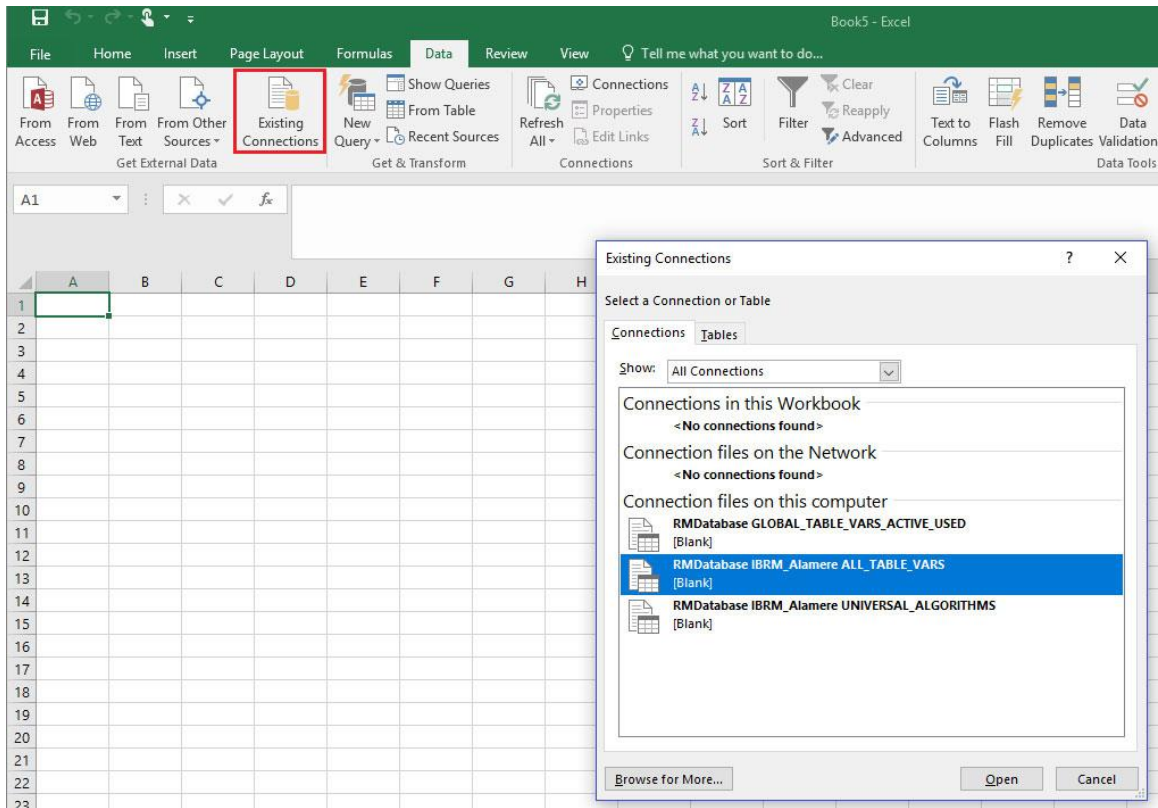 Book5 - Excel
File Home Insert Page Layout Formulas Data Review View Tell me what you want to do...
From Access
From Web
From Text
From Other Sources
Existing Connections
Get External Data
New Query
Show Queries
From Table
Recent Sources
Get & Transform
Refresh All
Connections
Properties
Edit Links
Connections
Sort
Filter
Clear
Reapply
Advanced
Sort & Filter
Text to Columns
Flash Fill
Remove Duplicates
Data Validation
Data Tools
A1
fx
A B C D E F G H
1
2
3
4
5
6
7
8
9
10
11
12
13
14
15
16
17
18
19
20
21
22
23
Existing Connections ?
Select a Connection or Table
Connections Tables
Show: All Connections
Connections in this Workbook
<No connections found>
Connection files on the Network
<No connections found>
Connection files on this computer
RMDatabase GLOBAL_TABLE_VARS_ACTIVE_USED
[Blank]
RMDatabase IBRM_Alamere ALL_TABLE_VARS
[Blank]
RMDatabase IBRM_Alamere UNIVERSAL_ALGORITHMS
[Blank]
Browse for More... Open Cancel